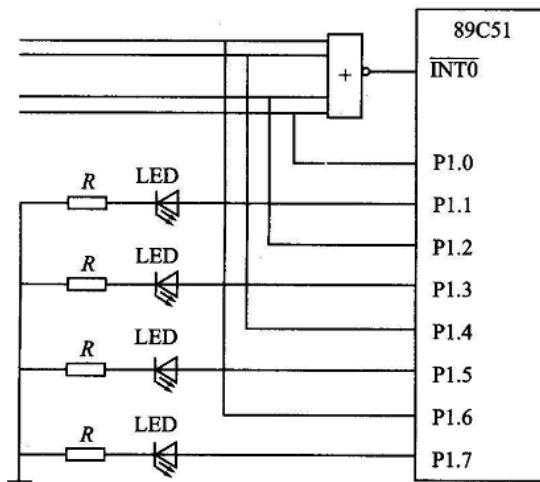 89C51
+
INT0
P1.0
R
LED
P1.1
P1.2
R
LED
P1.3
P1.4
R
LED
P1.5
P1.6
R
LED
P1.7